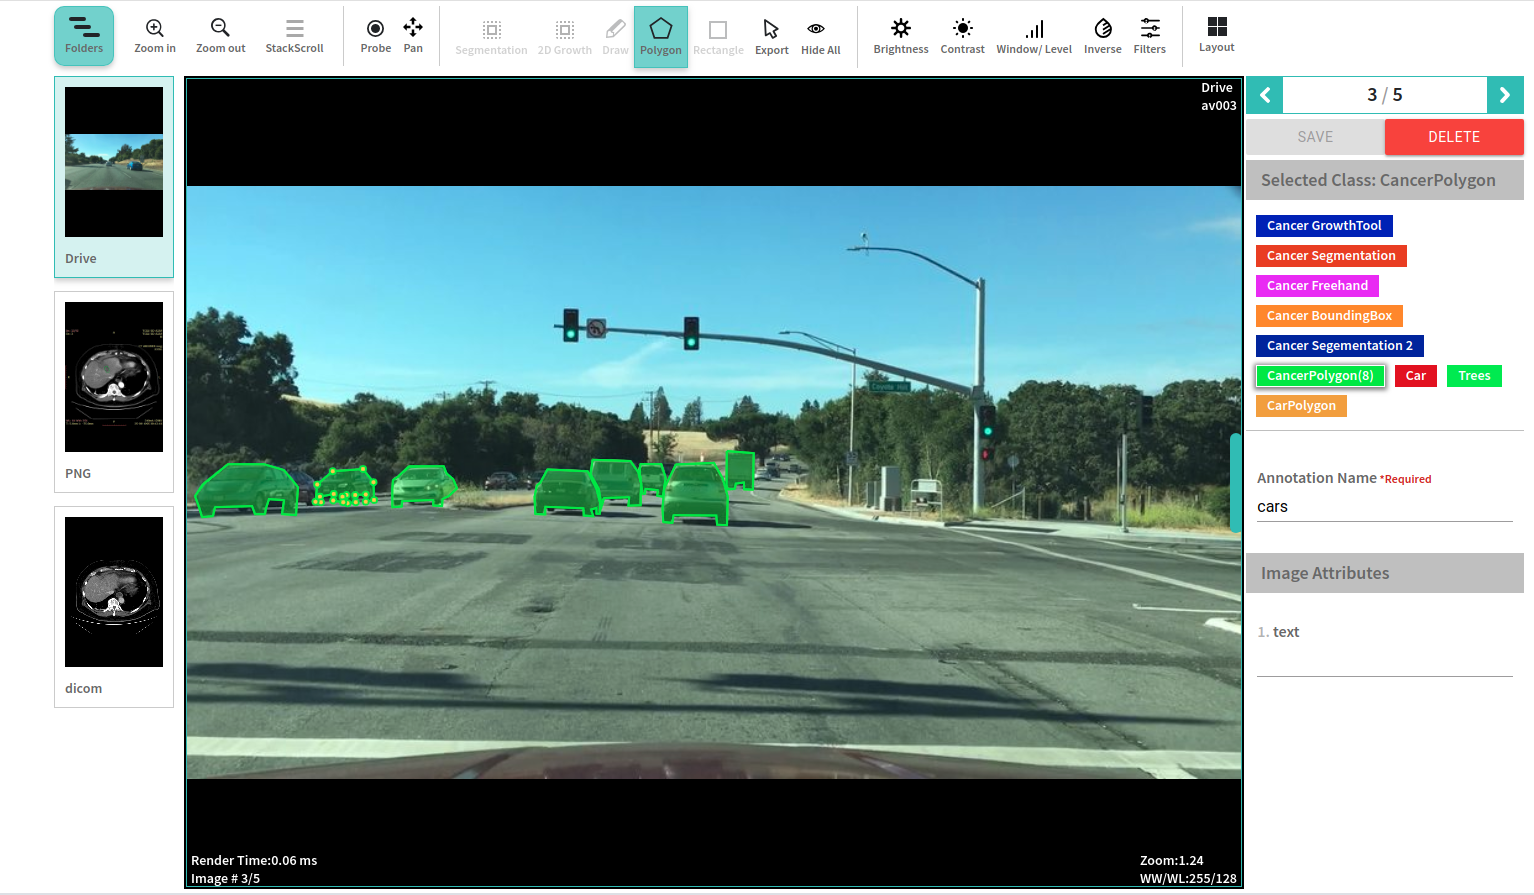 Folders
Zoom in
Zoom out
StackScroll
Probe
Pan
Segmentation
2D Growth
Draw
Polygon
Rectangle
Export
Hide All
Brightness
Contrast
Window/ Level
Inverse
Filters
Layout
Drive
PNG
dicom
Drive
av003
Coyote Hill
Render Time:0.06 ms
Image # 3/5
Zoom:1.24
WW/WL:255/128
3 / 5
SAVE
DELETE
Selected Class: CancerPolygon
Cancer GrowthTool
Cancer Segmentation
Cancer Freehand
Cancer BoundingBox
Cancer Segementation 2
CancerPolygon(8)
Car
Trees
CarPolygon
Annotation Name *Required
cars
Image Attributes
1. text